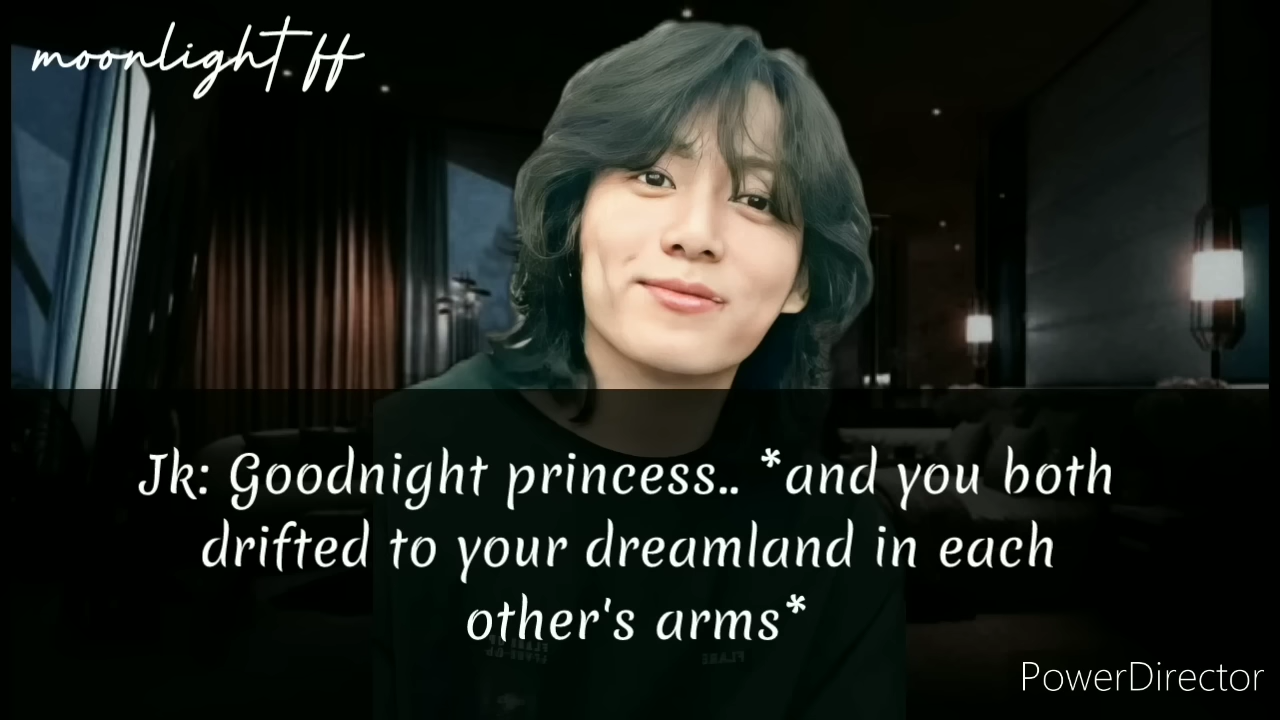 moonlight ff
Jk: Goodnight princess.. *and you both
drifted to your dreamland in each
other's arms*
PowerDirector